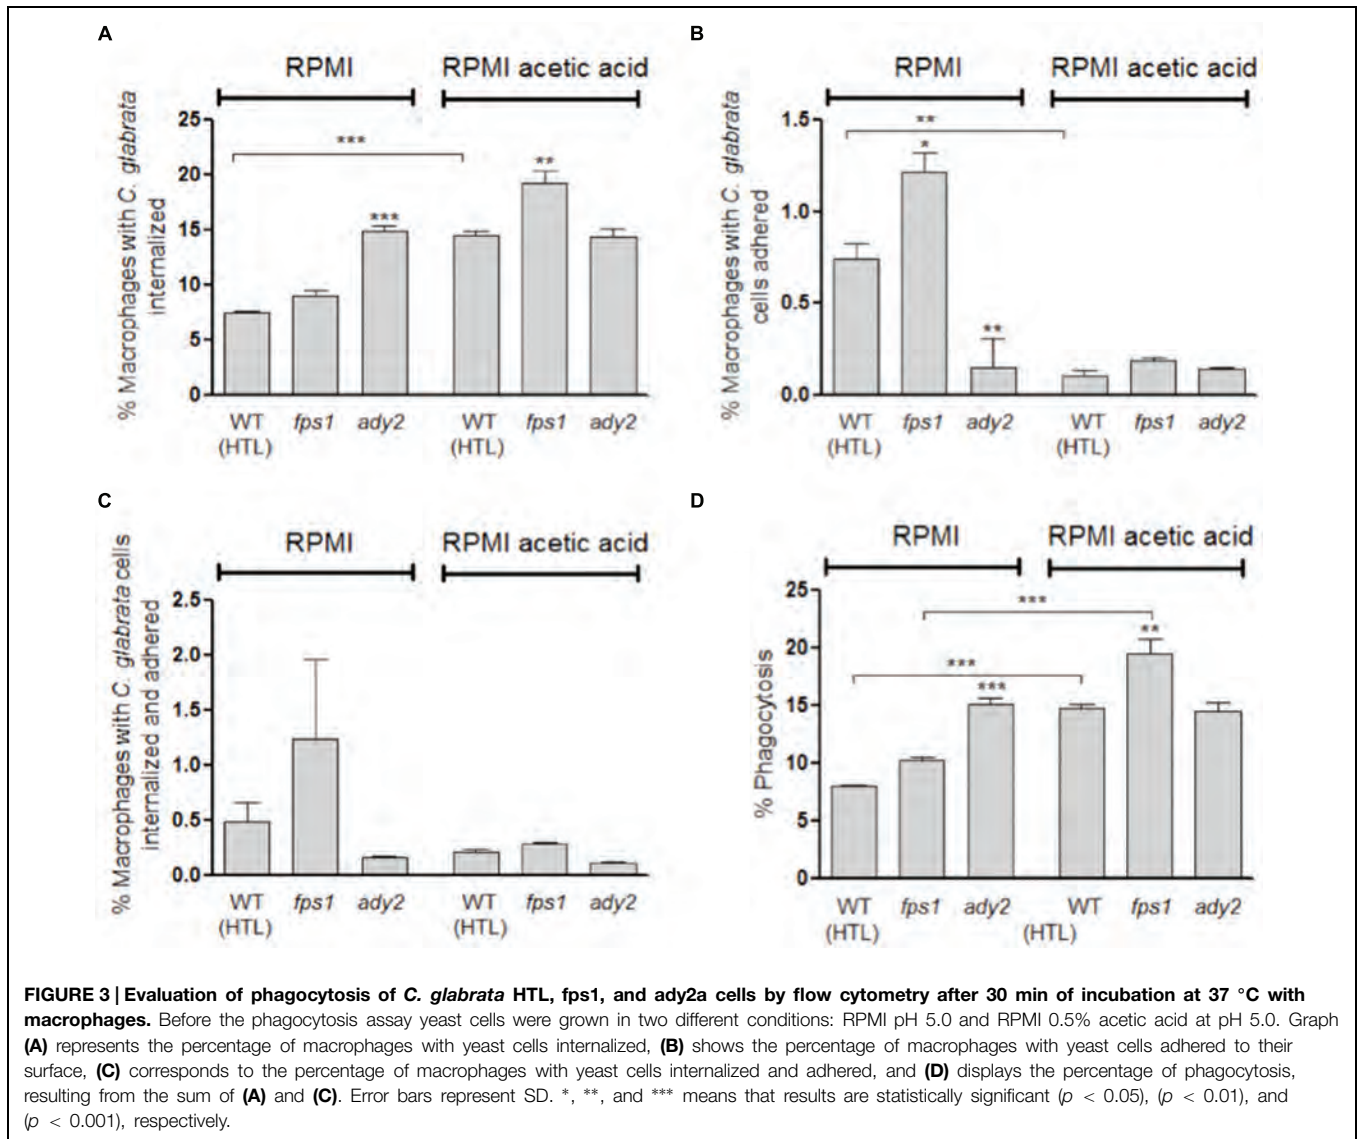 A
RPMI
RPMI acetic acid
% Macrophages with C. glabrata
internalized
25
20
15
10
5
0
***
***
**
WT
(HTL)
fps1
ady2
WT
(HTL)
fps1
ady2
B
RPMI
RPMI acetic acid
% Macrophages with C. glabrata
cells adhered
1.5
1.0
0.5
0.0
**
*
**
WT
(HTL)
fps1
ady2
WT
(HTL)
fps1
ady2
C
RPMI
RPMI acetic acid
% Macrophages with C. glabrata cells
internalized and adhered
2.5
2.0
1.5
1.0
0.5
0.0
WT
(HTL)
fps1
ady2
WT
(HTL)
fps1
ady2
D
RPMI
RPMI acetic acid
% Phagocytosis
25
20
15
10
5
0
***
**
***
***
WT
(HTL)
fps1
ady2
WT
(HTL)
fps1
ady2
FIGURE 3 | Evaluation of phagocytosis of C. glabrata HTL, fps1, and ady2a cells by flow cytometry after 30 min of incubation at 37 °C with
macrophages. Before the phagocytosis assay yeast cells were grown in two different conditions: RPMI pH 5.0 and RPMI 0.5% acetic acid at pH 5.0. Graph
(A) represents the percentage of macrophages with yeast cells internalized, (B) shows the percentage of macrophages with yeast cells adhered to their
surface, (C) corresponds to the percentage of macrophages with yeast cells internalized and adhered, and (D) displays the percentage of phagocytosis,
resulting from the sum of (A) and (C). Error bars represent SD. *, **, and *** means that results are statistically significant (p < 0.05), (p < 0.01), and
(p < 0.001), respectively.